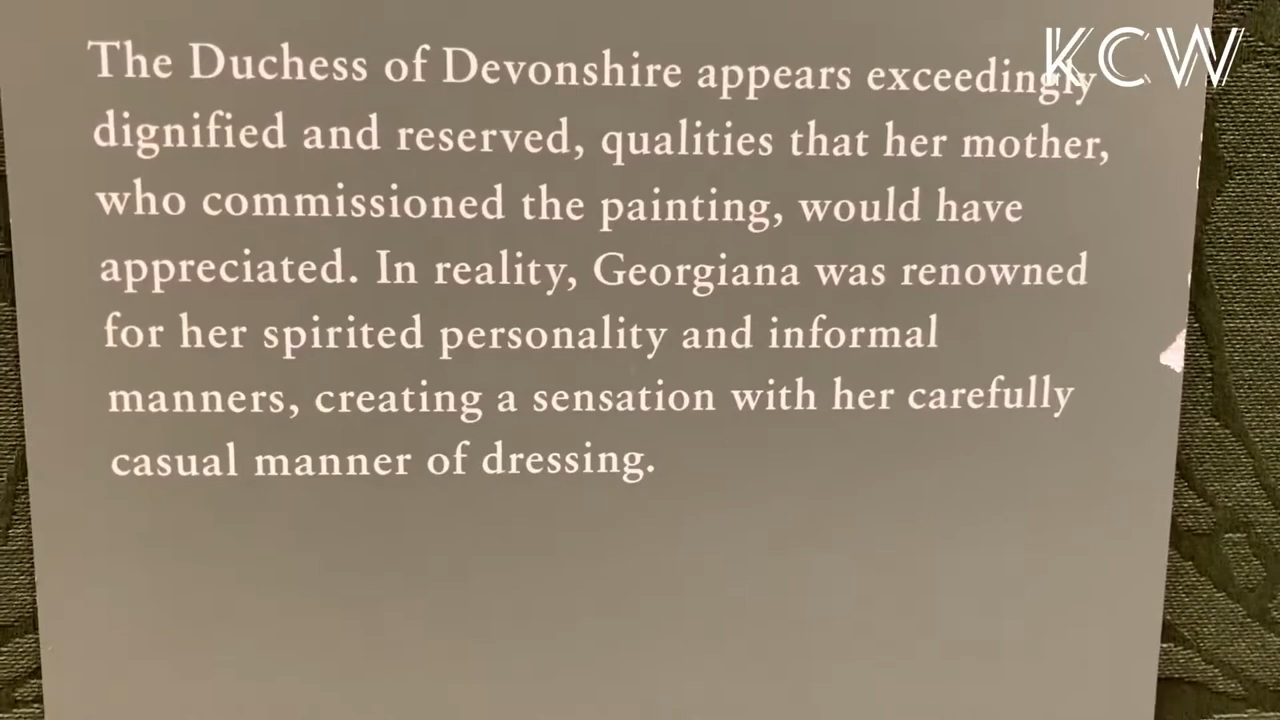 KCW
The Duchess of Devonshire appears exceedingly
dignified and reserved, qualities that her mother,
who commissioned the painting, would have
appreciated. In reality, Georgiana was renowned
for her spirited personality and informal
manners, creating a sensation with her carefully
casual manner of dressing.